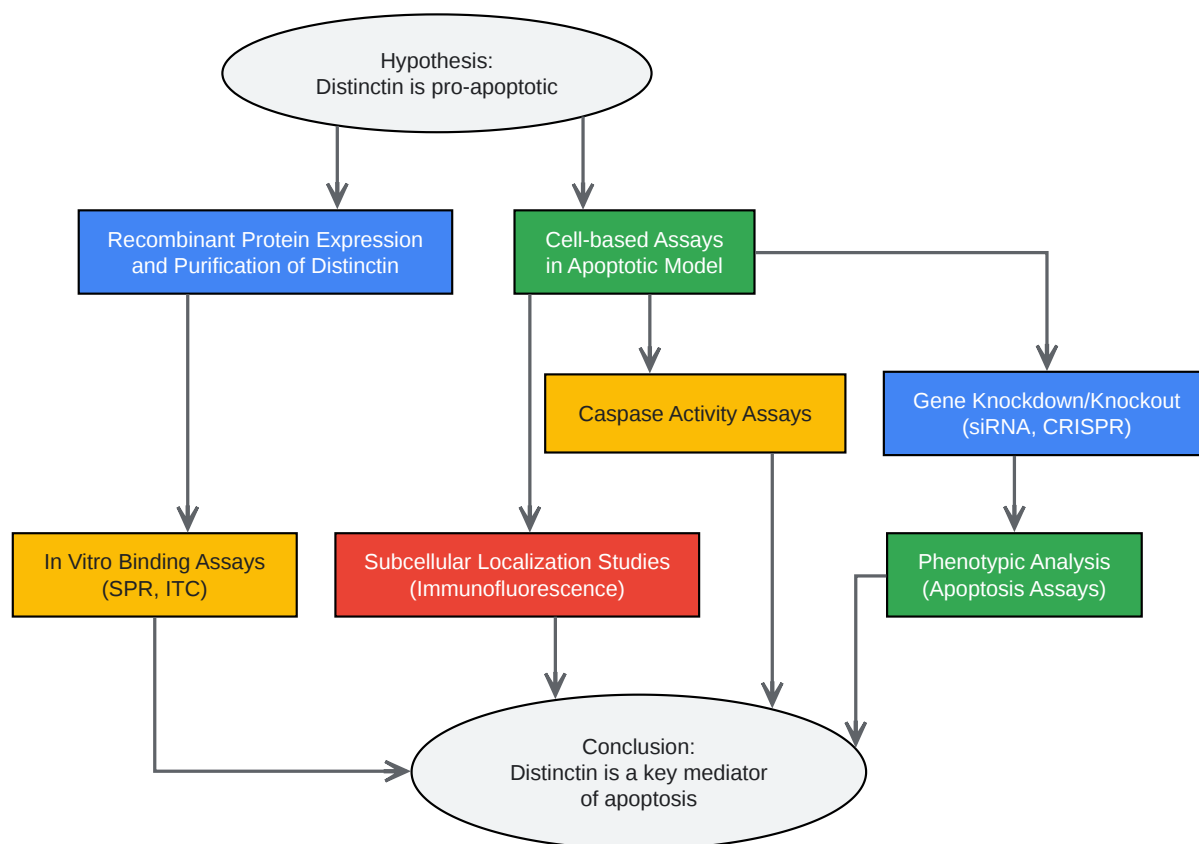 Hypothesis:
Distinctin is pro-apoptotic
Recombinant Protein Expression
and Purification of Distinctin
Cell-based Assays
in Apoptotic Model
Caspase Activity Assays
Gene Knockdown/Knockout
(siRNA, CRISPR)
In Vitro Binding Assays
(SPR, ITC)
Subcellular Localization Studies
(Immunofluorescence)
Phenotypic Analysis
(Apoptosis Assays)
Conclusion:
Distinctin is a key mediator
of apoptosis